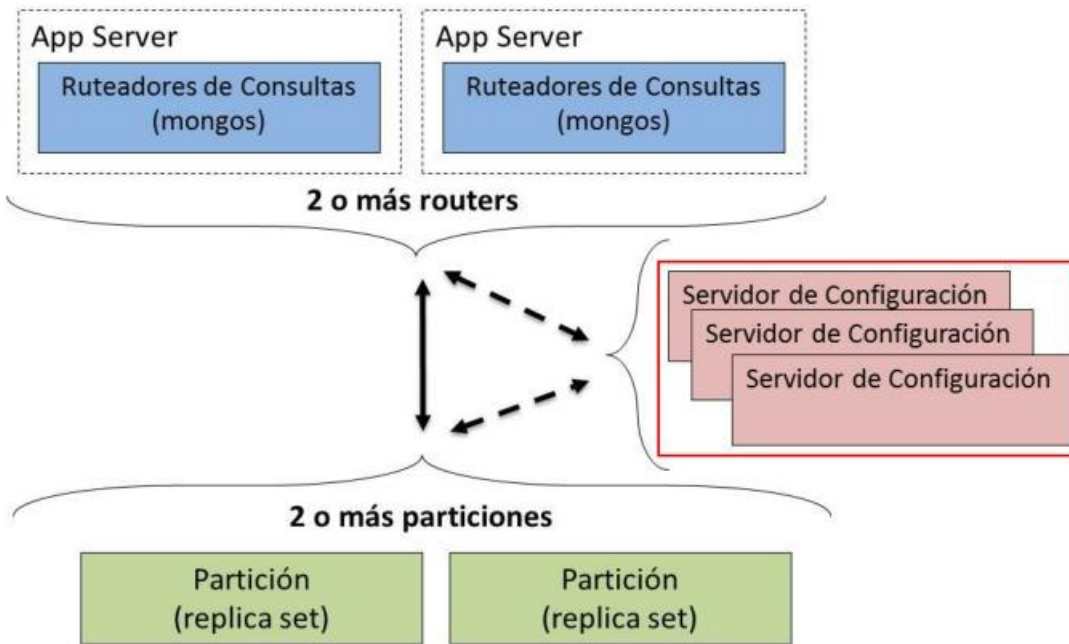 App Server
Ruteadores de Consultas
(mongos)
App Server
Ruteadores de Consultas
(mongos)
2 o más routers
Servidor de Configuración
Servidor de Configuración
Servidor de Configuración
2 o más particiones
Partición
(replica set)
Partición
(replica set)